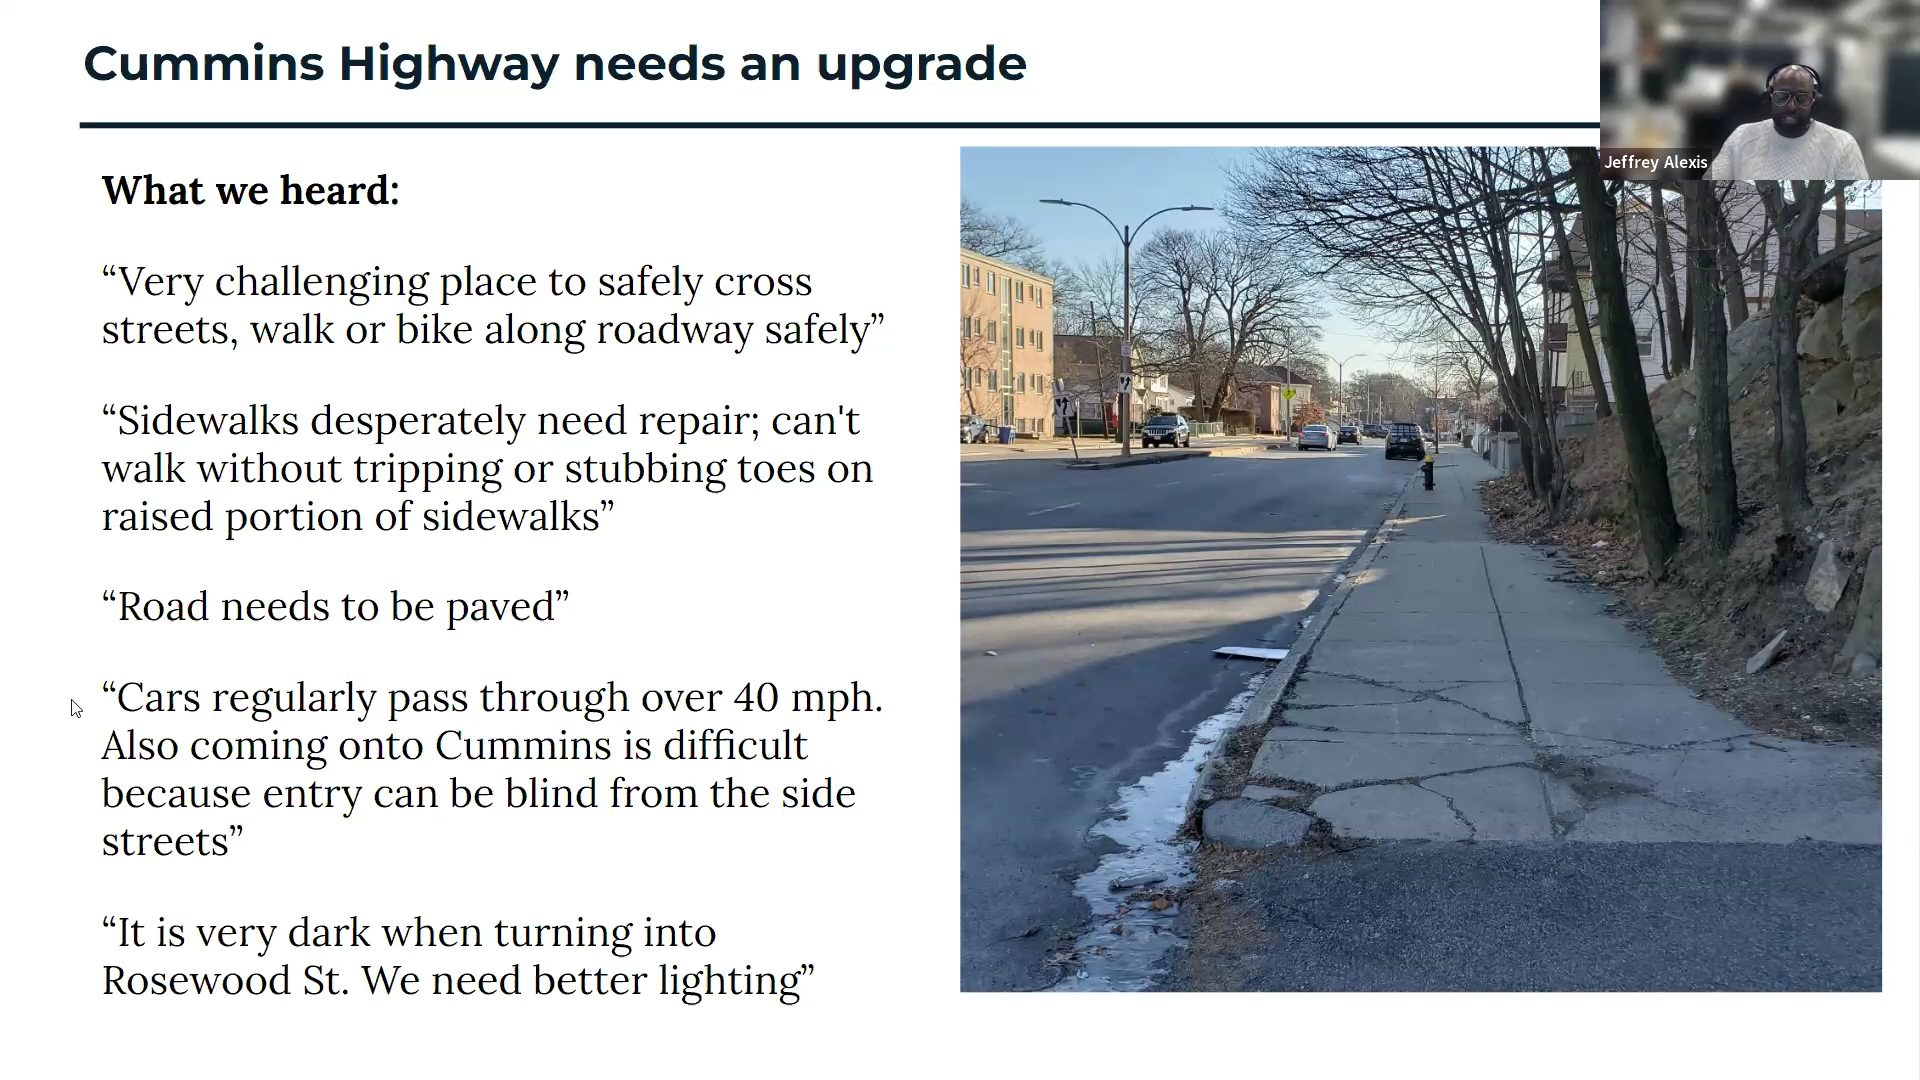 Cummins Highway needs an upgrade
Jeffrey Alexis
What we heard:
“Very challenging place to safely cross
streets, walk or bike along roadway safely”
“Sidewalks desperately need repair; can't
walk without tripping or stubbing toes on
raised portion of sidewalks”
“Road needs to be paved”
“Cars regularly pass through over 40 mph.
Also coming onto Cummins is difficult
because entry can be blind from the side
streets”
“It is very dark when turning into
Rosewood St. We need better lighting”